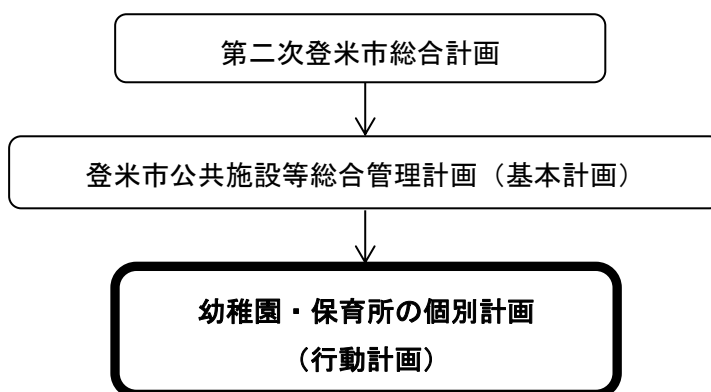 第二次登米市総合計画
登米市公共施設等総合管理計画（基本計画）
幼稚園・保育所の個別計画
（行動計画）